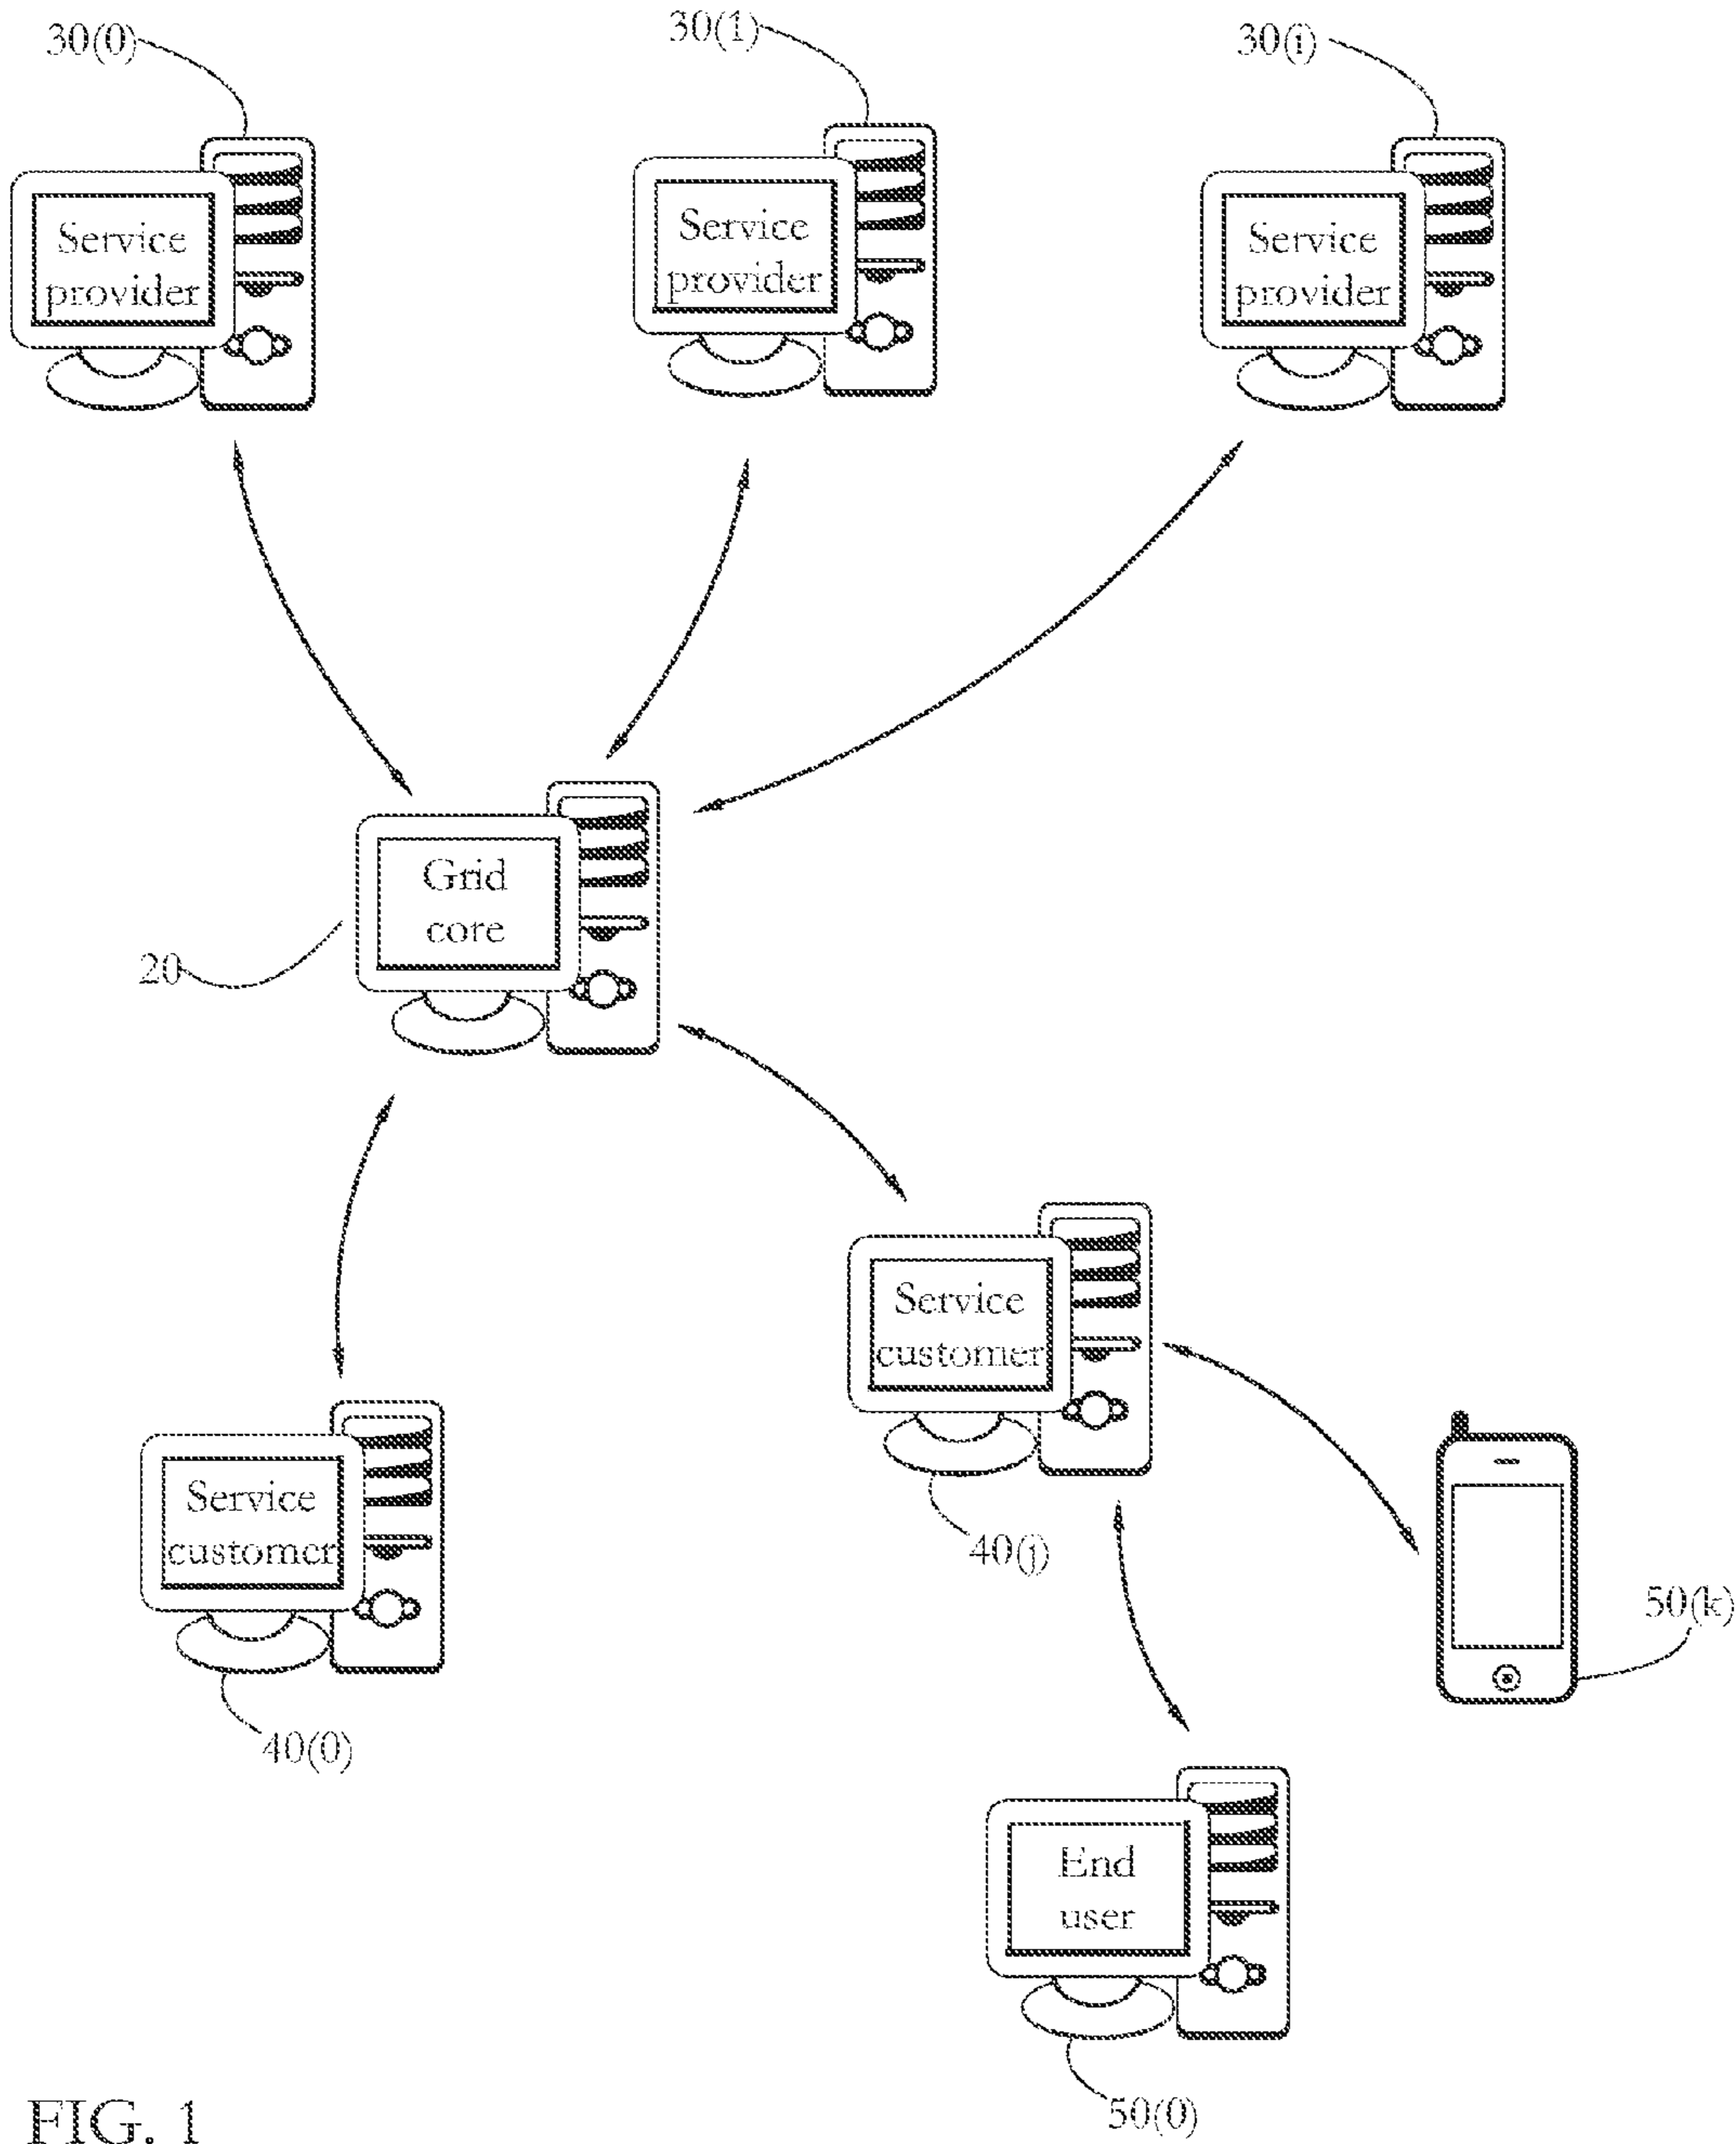 30(0)
30(1)
30(i)
Service
provider
Service
provider
Service
provider
Grid
core
20
Service
customer
40(j)
Service
customer
40(0)
50(k)
End
user
50(0)
FIG. 1